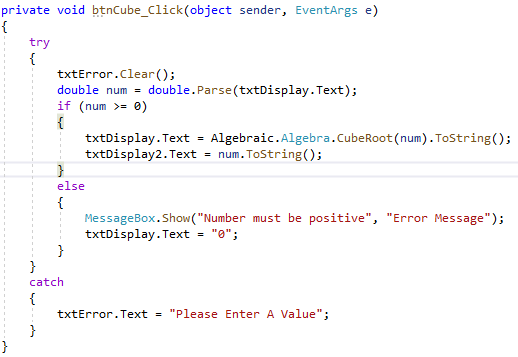 private void btnCube_Click(object sender, EventArgs e)
{
try
{
txtError.Clear();
double num = double.Parse(txtDisplay.Text);
if (num >= 0)
{
txtDisplay.Text = Algebraic.Algebra.CubeRoot(num).ToString();
txtDisplay2.Text = num.ToString();
}
else
{
MessageBox.Show("Number must be positive", "Error Message");
txtDisplay.Text = "0";
}
}
catch
{
txtError.Text = "Please Enter A Value";
}
}